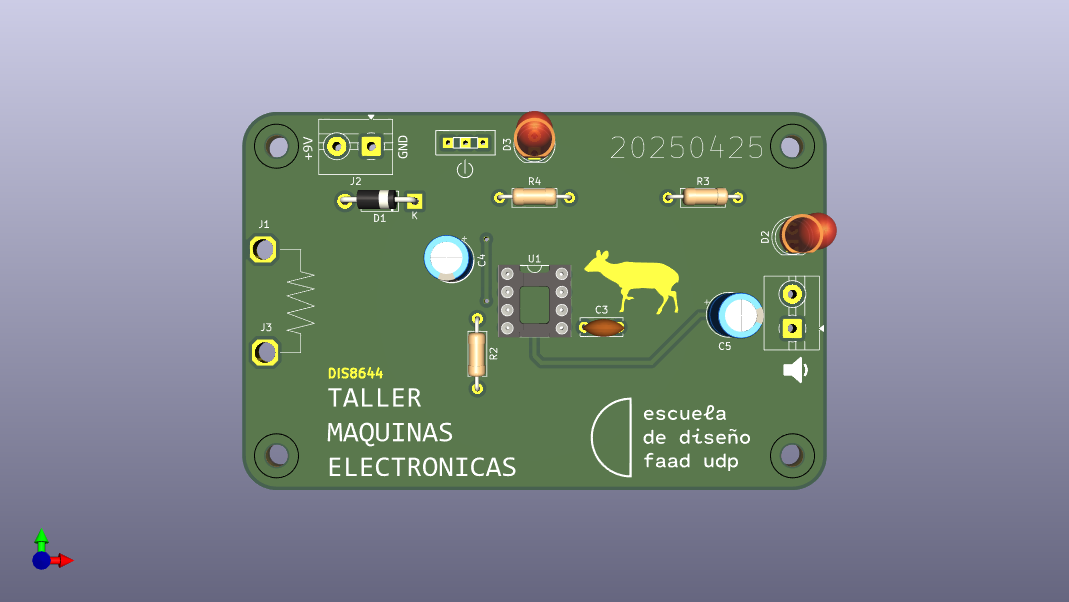 +9V
GND
J2
D3
20250425
D1
K
R4
R3
D2
J1
+
C4
U1
C3
+
C5
J3
R2
DIS8644
TALLER
MAQUINAS
ELECTRONICAS
escuela
de diseño
faad udp